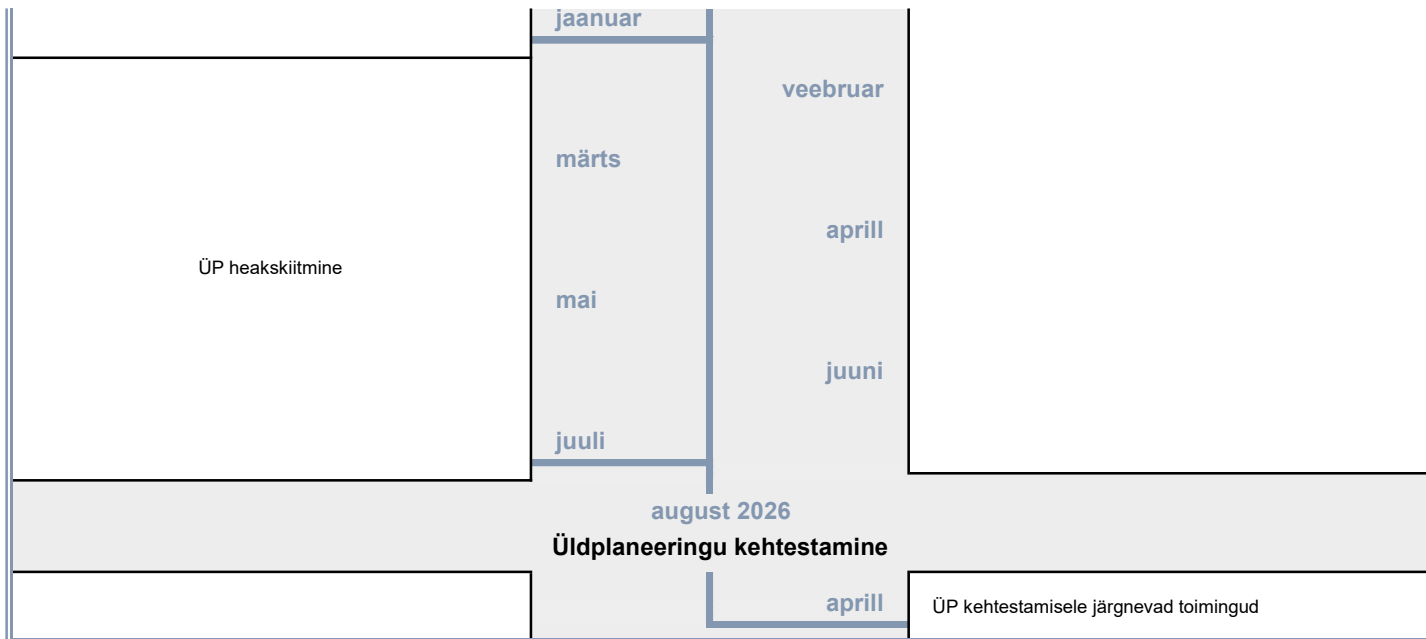 jaanuar
veebruar
märts
aprill
ÜP heakskiitmine
mai
juuni
juuli
august 2026
Üldplaneeringu kehtestamine
aprill
ÜP kehtestamisele järgnevad toimingud